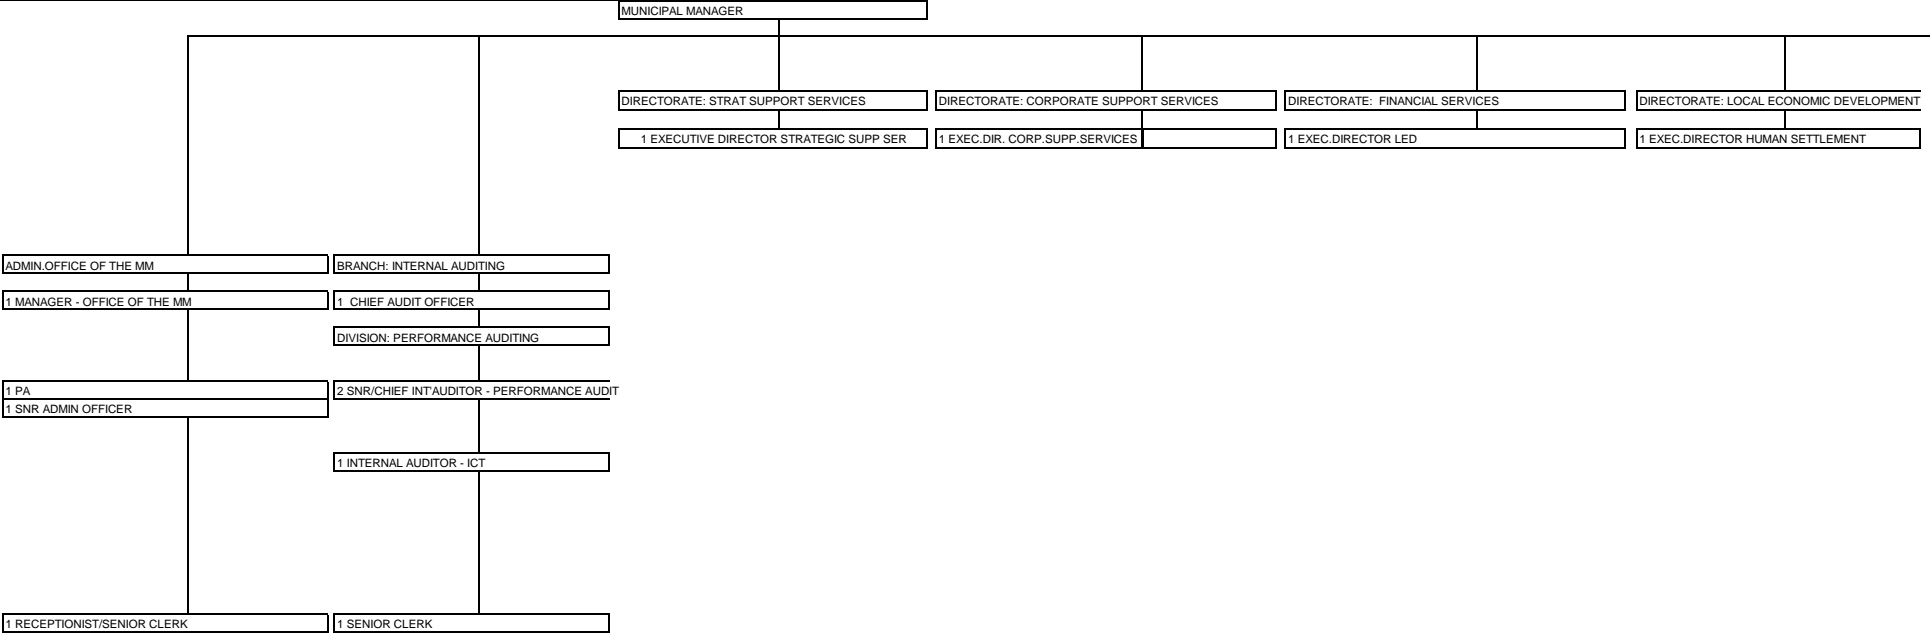 MUNICIPAL MANAGER
DIRECTORATE: STRAT SUPPORT SERVICES
DIRECTORATE: CORPORATE SUPPORT SERVICES
DIRECTORATE: FINANCIAL SERVICES
DIRECTORATE: LOCAL ECONOMIC DEVELOPMENT
1 EXECUTIVE DIRECTOR STRATEGIC SUPP SER
1 EXEC.DIR. CORP.SUPP.SERVICES
1 EXEC.DIRECTOR LED
1 EXEC.DIRECTOR HUMAN SETTLEMENT
ADMIN.OFFICE OF THE MM
BRANCH: INTERNAL AUDITING
1 MANAGER - OFFICE OF THE MM
1 CHIEF AUDIT OFFICER
DIVISION: PERFORMANCE AUDITING
1 PA
2 SNR/CHIEF INT'AUDITOR - PERFORMANCE AUDIT
1 SNR ADMIN OFFICER
1 INTERNAL AUDITOR - ICT
1 RECEPTIONIST/SENIOR CLERK
1 SENIOR CLERK